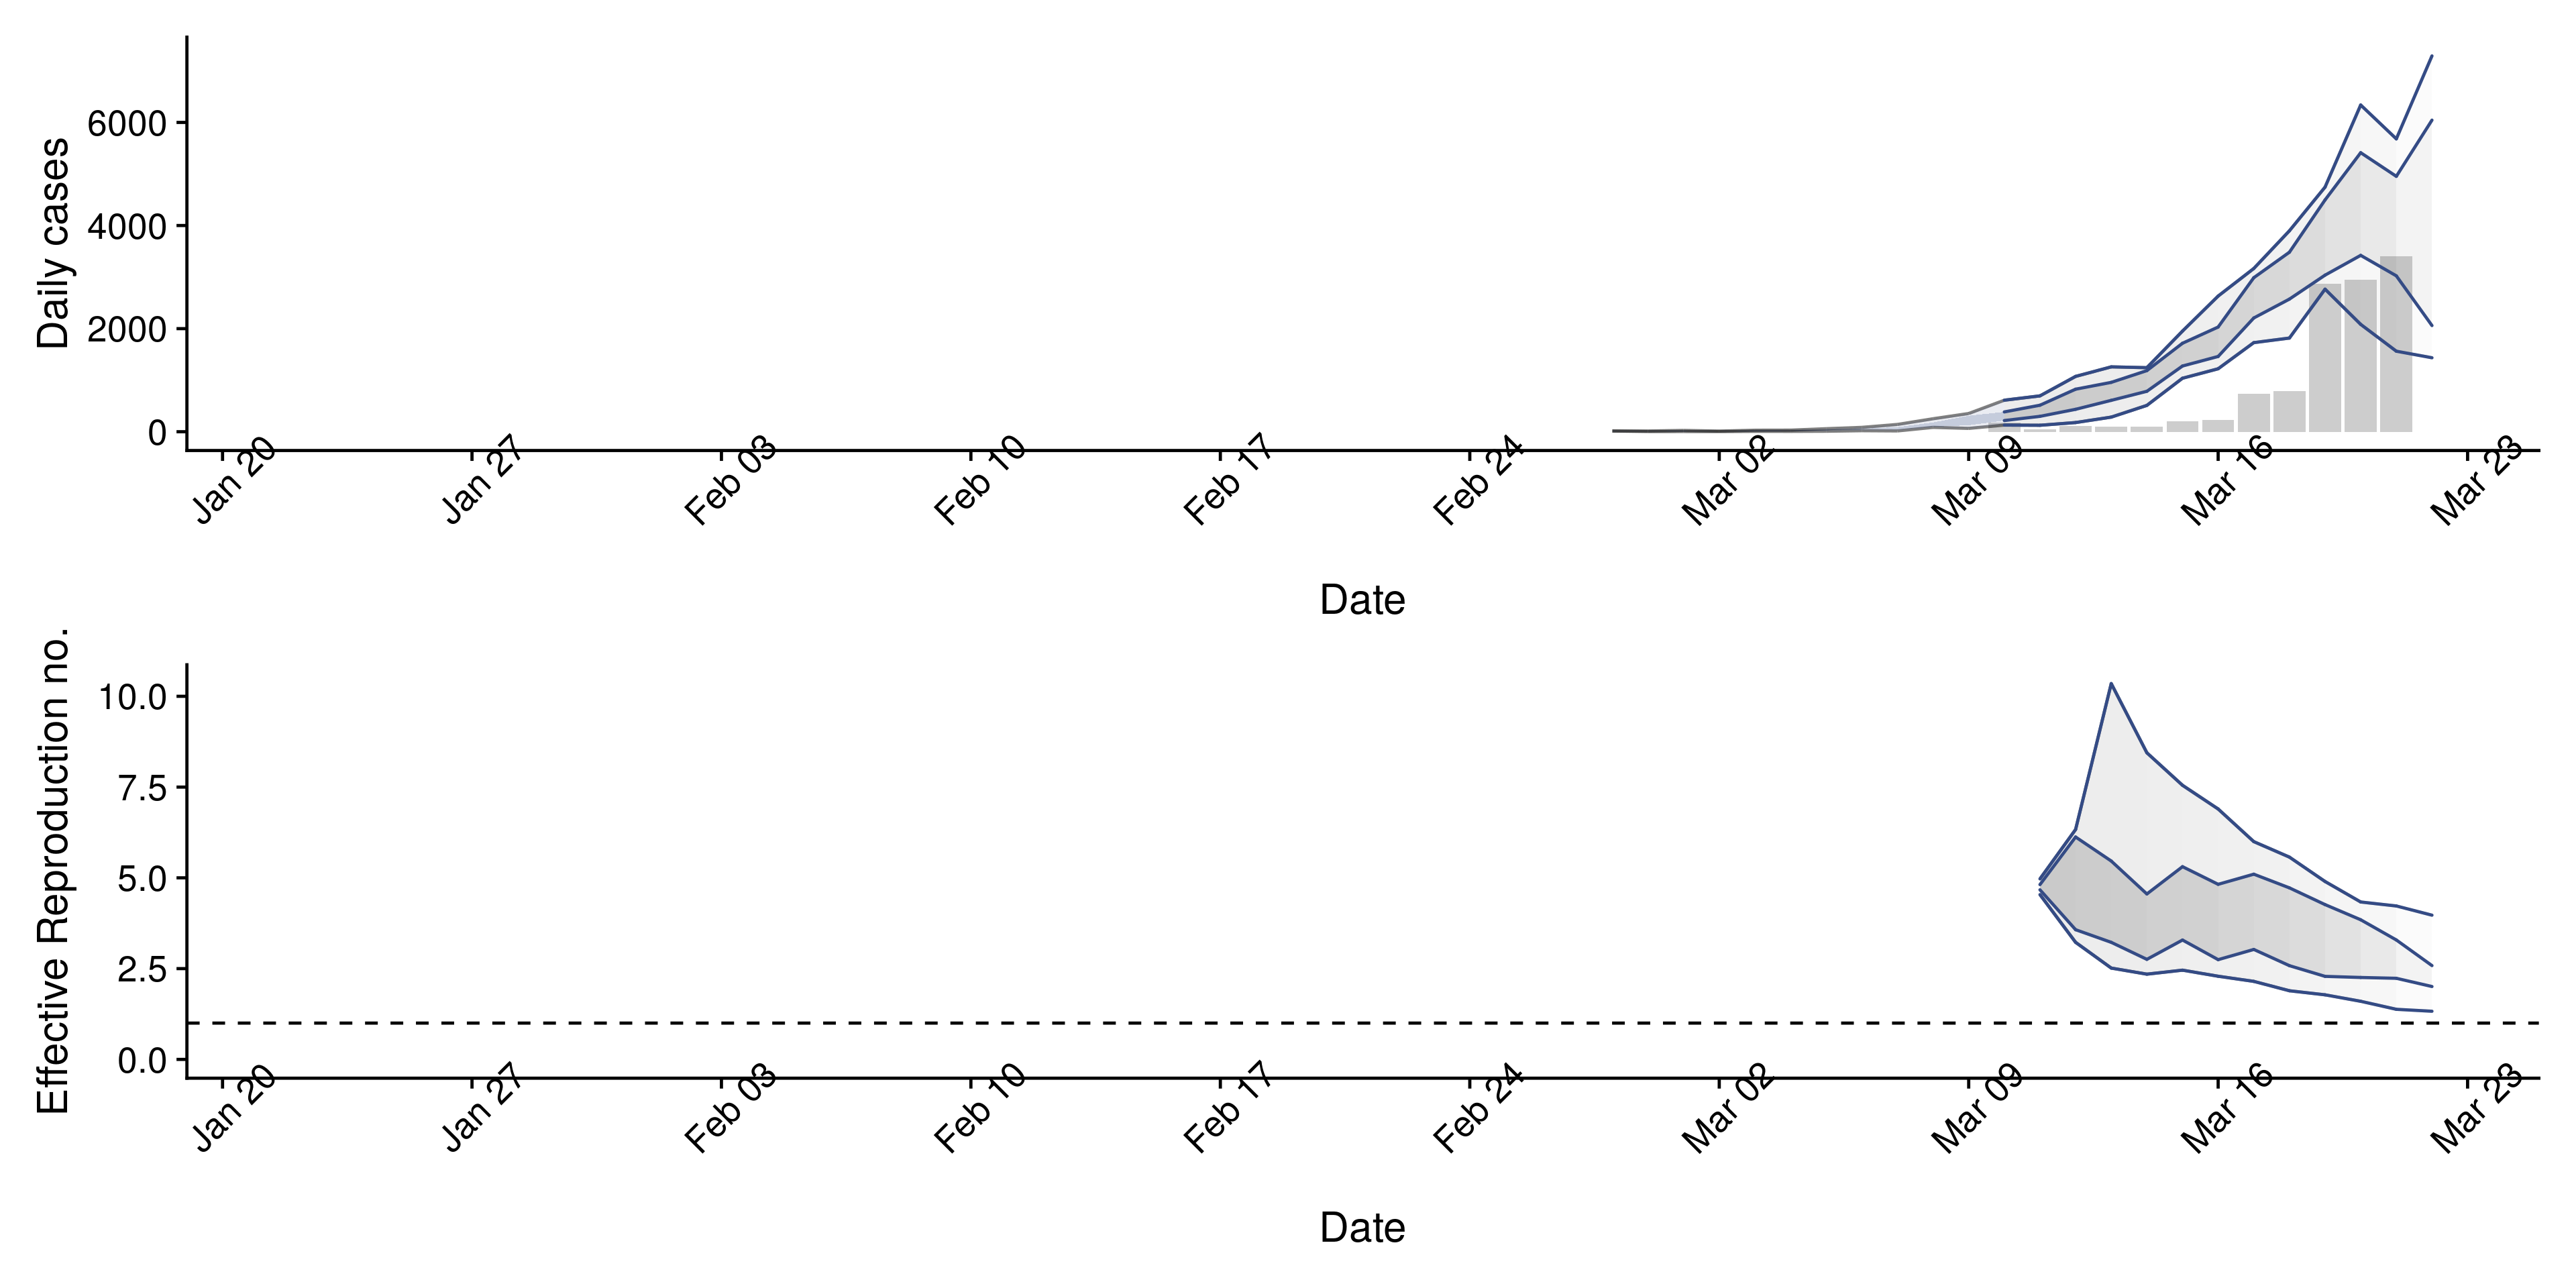 Daily cases
6000
4000
2000
0
Jan 20
Jan 27
Feb 03
Feb 10
Feb 17
Feb 24
Mar 02
Mar 09
Mar 16
Mar 23
Date
Effective Reproduction no.
10.0
7.5
5.0
2.5
0.0
Jan 20
Jan 27
Feb 03
Feb 10
Feb 17
Feb 24
Mar 02
Mar 09
Mar 16
Mar 23
Date